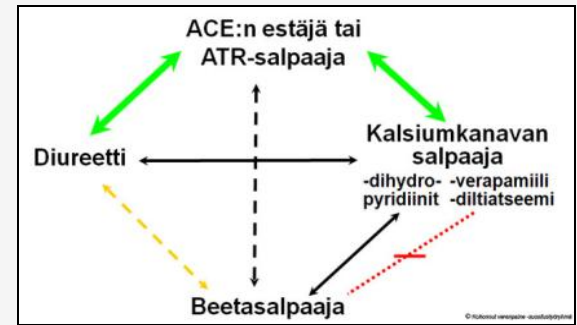 ACE:n estäjä tai
ATR-salpaaja
Diureetti
Kalsiumkanavan
salpaaja
-dihydro- -verapamiili
pyridiinit -diltiatseemi
Beetasalpaaja